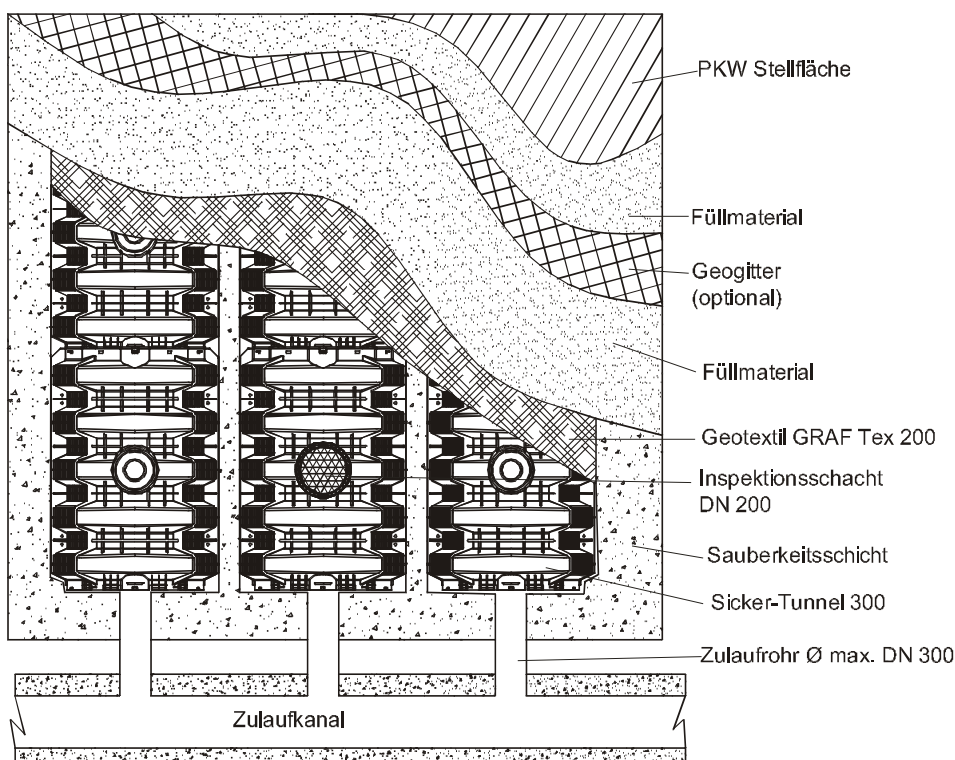 PKW Stellfläche
Füllmaterial
Geogitter
(optional)
Füllmaterial
Geotextil GRAF Tex 200
Inspektionsschacht
DN 200
Sauberkeitsschicht
Sicker-Tunnel 300
Zulaufrohr Ø max. DN 300
Zulaufkanal